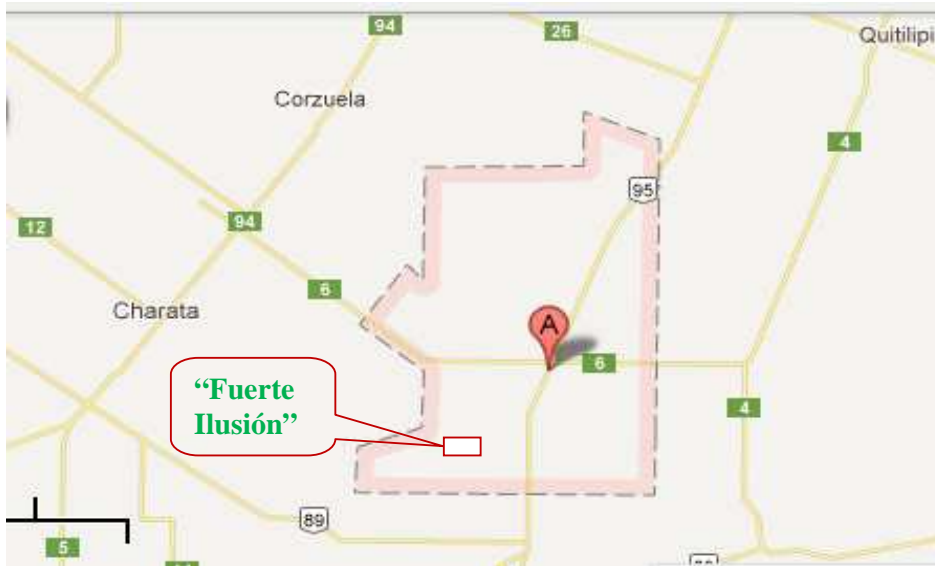 94
26
Quitilipi
Corzuela
4
95
12
94
6
Charata
A
6
“Fuerte
Ilusión”
4
89
5